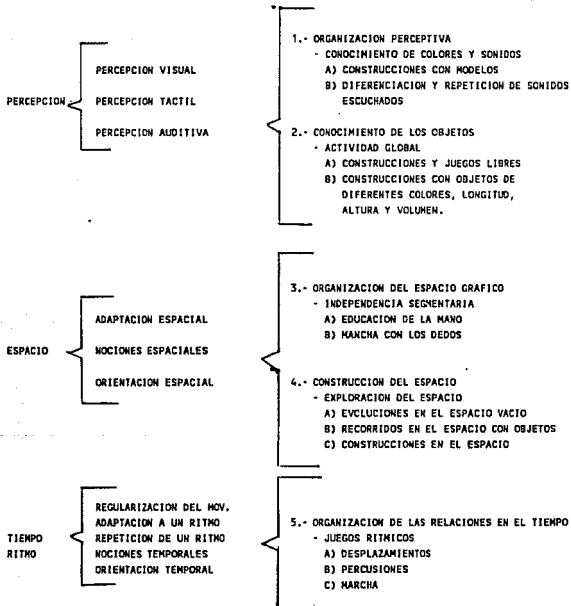 PERCEPCION
PERCEPCION VISUAL
PERCEPCION TACTIL
PERCEPCION AUDITIVA
1.- ORGANIZACION PERCEPTIVA
- CONOCIMIENTO DE COLORES Y SONIDOS
A) CONSTRUCCIONES CON MODELOS
B) DIFERENCIACION Y REPETICION DE SONIDOS
ESCUCHADOS
2.- CONOCIMIENTO DE LOS OBJETOS
- ACTIVIDAD GLOBAL
A) CONSTRUCCIONES Y JUEGOS LIBRES
B) CONSTRUCCIONES CON OBJETOS DE
DIFERENTES COLORES, LONGITUD,
ALTURA Y VOLUMEN.
ESPACIO
ADAPTACION ESPACIAL
NOCIONES ESPACIALES
ORIENTACION ESPACIAL
3.- ORGANIZACION DEL ESPACIO GRAFICO
- INDEPENDENCIA SEGMENTARIA
A) EDUCACION DE LA MANO
B) MANCHA CON LOS DEDOS
4.- CONSTRUCCION DEL ESPACIO
- EXPLORACION DEL ESPACIO
A) EVOLUCIONES EN EL ESPACIO VACIO
B) RECORRIDOS EN EL ESPACIO CON OBJETOS
C) CONSTRUCCIONES EN EL ESPACIO
TIEMPO
RITMO
REGULARIZACION DEL MOV.
ADAPTACION A UN RITMO
REPETICION DE UN RITMO
NOCIONES TEMPORALES
ORIENTACION TEMPORAL
5.- ORGANIZACION DE LAS RELACIONES EN EL TIEMPO
- JUEGOS RITMICOS
A) DESPLAZAMIENTOS
B) PERCUSIONES
C) MARCHA